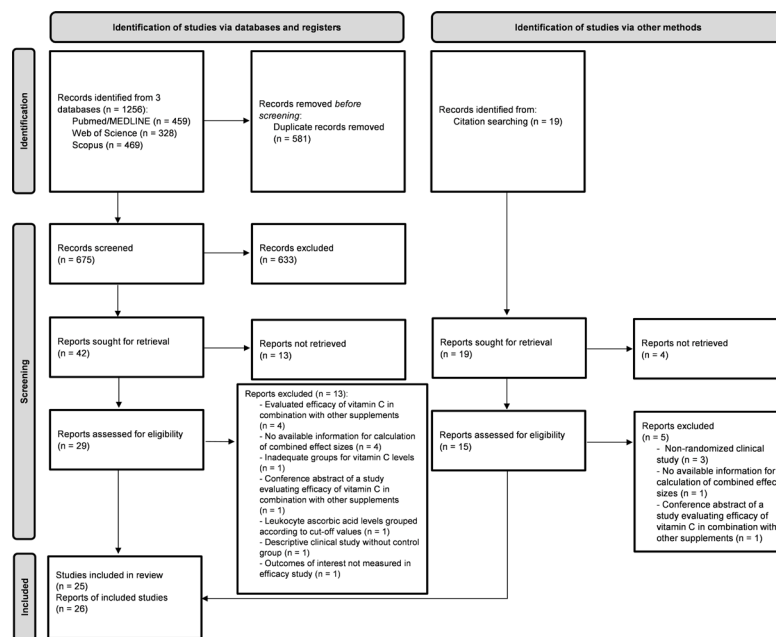 Identification of studies via databases and registers
Identification of studies via other methods
Identification
Records identified from 3
databases (n = 1256):
Pubmed/MEDLINE (n = 459)
Web of Science (n = 328)
Scopus (n = 469)
Records removed before
screening:
Duplicate records removed
(n = 581)
Records identified from:
Citation searching (n = 19)
Screening
Records screened
(n = 675)
Records excluded
(n = 633)
Reports sought for retrieval
(n = 42)
Reports not retrieved
(n = 13)
Reports sought for retrieval
(n = 19)
Reports not retrieved
(n = 4)
Reports assessed for eligibility
(n = 29)
Reports excluded (n = 13):
- Evaluated efficacy of vitamin C in
combination with other supplements
(n = 4)
- No available information for calculation
of combined effect sizes (n = 4)
- Inadequate groups for vitamin C levels
(n = 1)
- Conference abstract of a study
evaluating efficacy of vitamin C in
combination with other supplements
(n = 1)
- Leukocyte ascorbic acid levels grouped
according to cut-off values (n = 1)
- Descriptive clinical study without control
group (n = 1)
- Outcomes of interest not measured in
efficacy study (n = 1)
Reports assessed for eligibility
(n = 15)
Reports excluded
(n = 5)
- Non-randomized clinical
study (n = 3)
- No available information for
calculation of combined effect
sizes (n = 1)
- Conference abstract of a
study evaluating efficacy of
vitamin C in combination with
other supplements (n = 1)
Included
Studies included in review
(n = 25)
Reports of included studies
(n = 26)